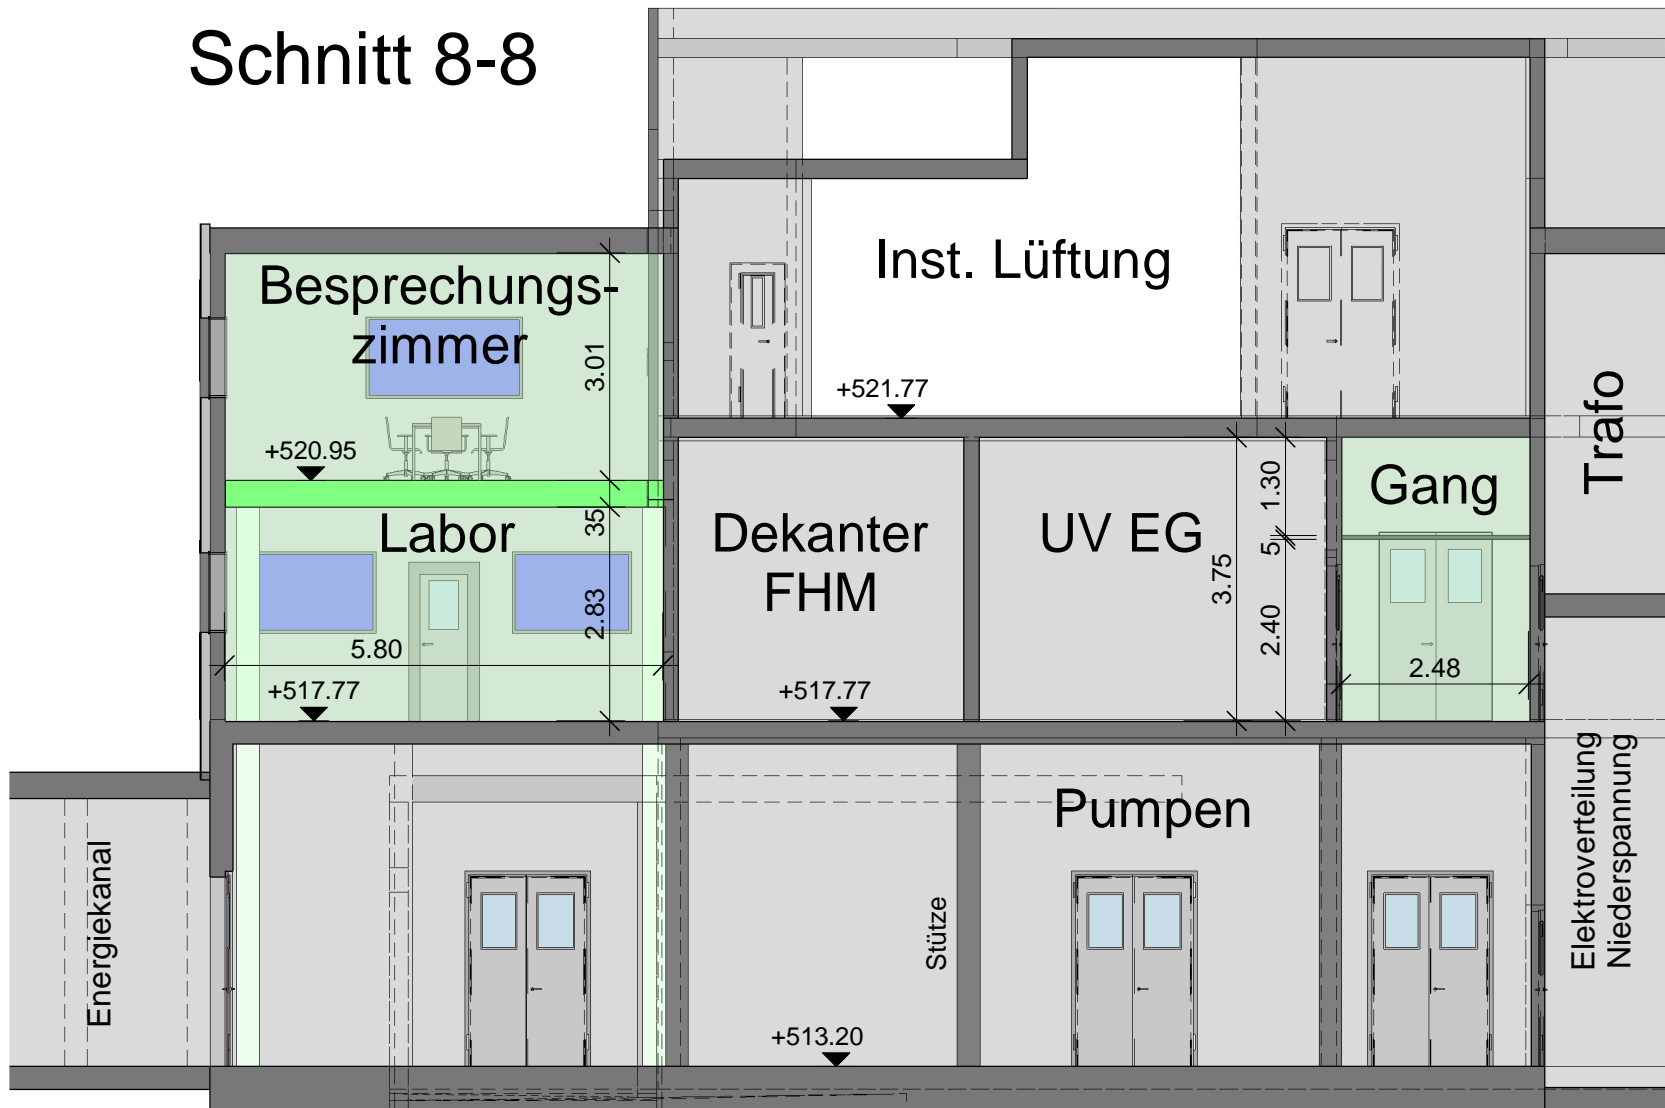 Schnitt 8-8
Inst. Lüftung
Besprechungs-
zimmer
3.01
+521.77
Trafo
+520.95
1.30
Gang
35
Labor
Dekanter
FHM
UV EG
5
3.75
2.83
2.40
5.80
2.48
+517.77
+517.77
Elektroverteilung
Niederspannung
Pumpen
Energiekanal
Stütze
+513.20